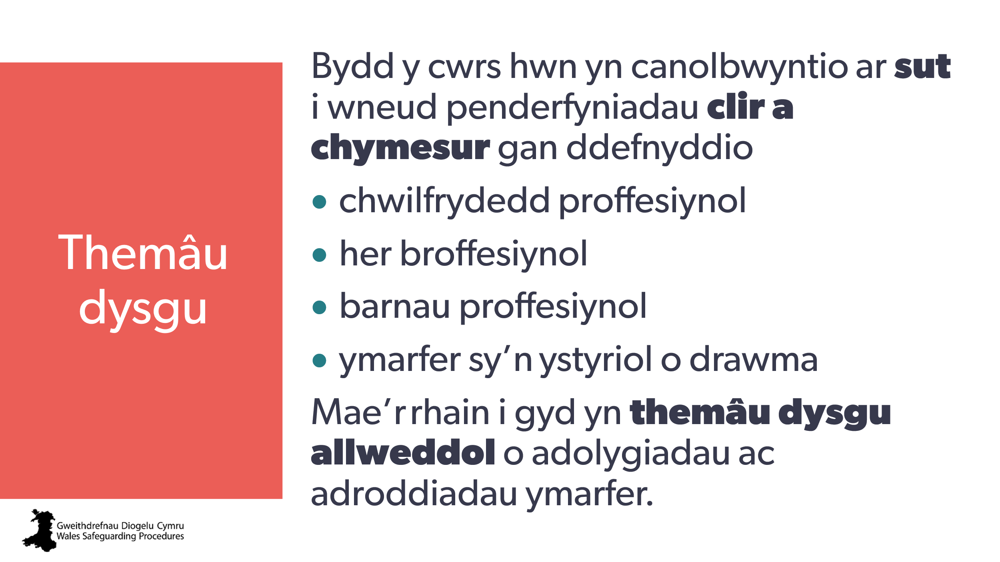 Themâu
dysgu
Bydd y cwrs hwn yn canolbwyntio ar sut
i wneud penderfyniadau clir a
chymesur gan ddefnyddio
• chwilfrydedd proffesiynol
• her broffesiynol
• barnau proffesiynol
• ymarfer sy’n ystyriol o drawma
Mae’r rhain i gyd yn themâu dysgu
allweddol o adolygiadau ac
adroddiadau ymarfer.
Gweithdrefnau Diogelu Cymru
Wales Safeguarding Procedures